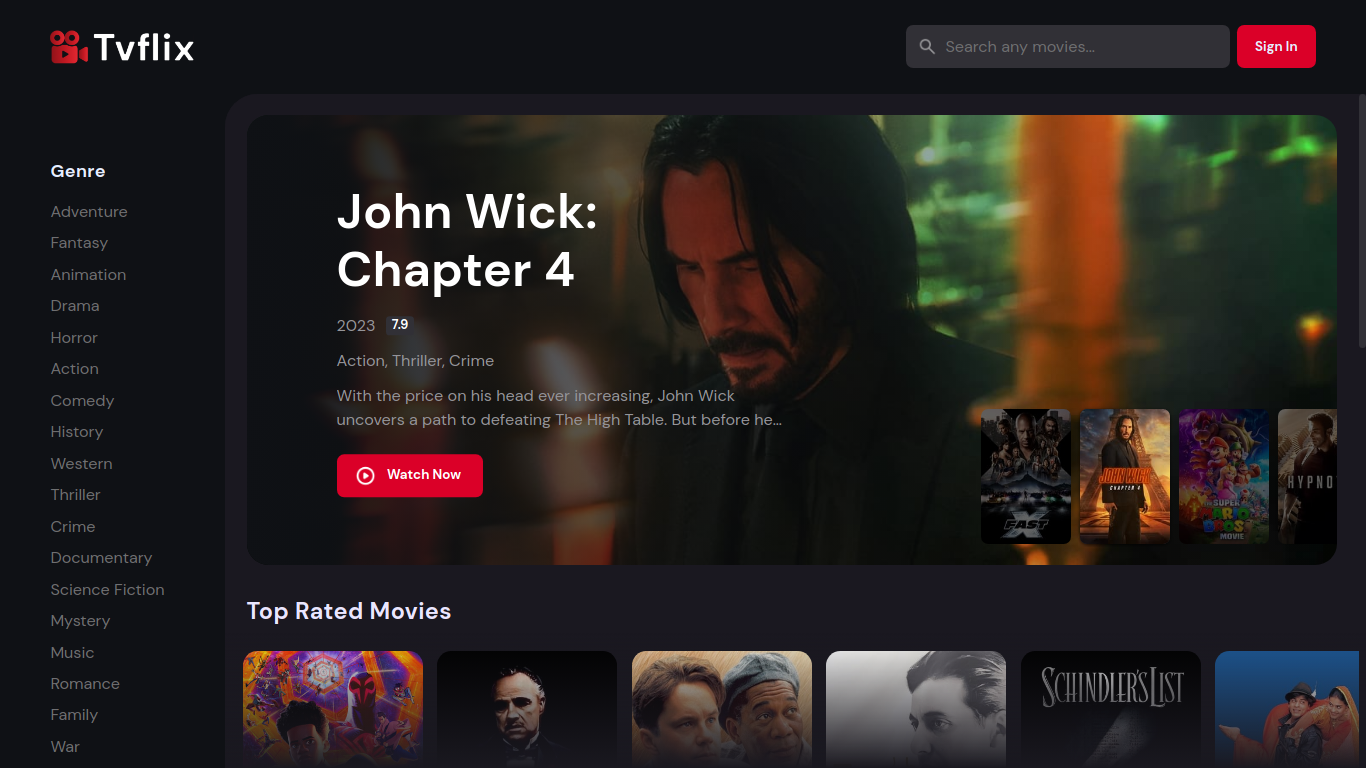 Tvflix
Search any movies...
Sign In
Genre
Adventure
Fantasy
Animation
Drama
Horror
Action
Comedy
History
Western
Thriller
Crime
Documentary
Science Fiction
Mystery
Music
Romance
Family
War
John Wick:
Chapter 4
2023 7.9
Action, Thriller, Crime
With the price on his head ever increasing, John Wick
uncovers a path to defeating The High Table. But before he...
Watch Now
FAST X
JOHN WICK
CHAPTER 4
SUPER
MARIO
BROS
MOVIE
HYPNO
Top Rated Movies
SCHINDLER'S LIST